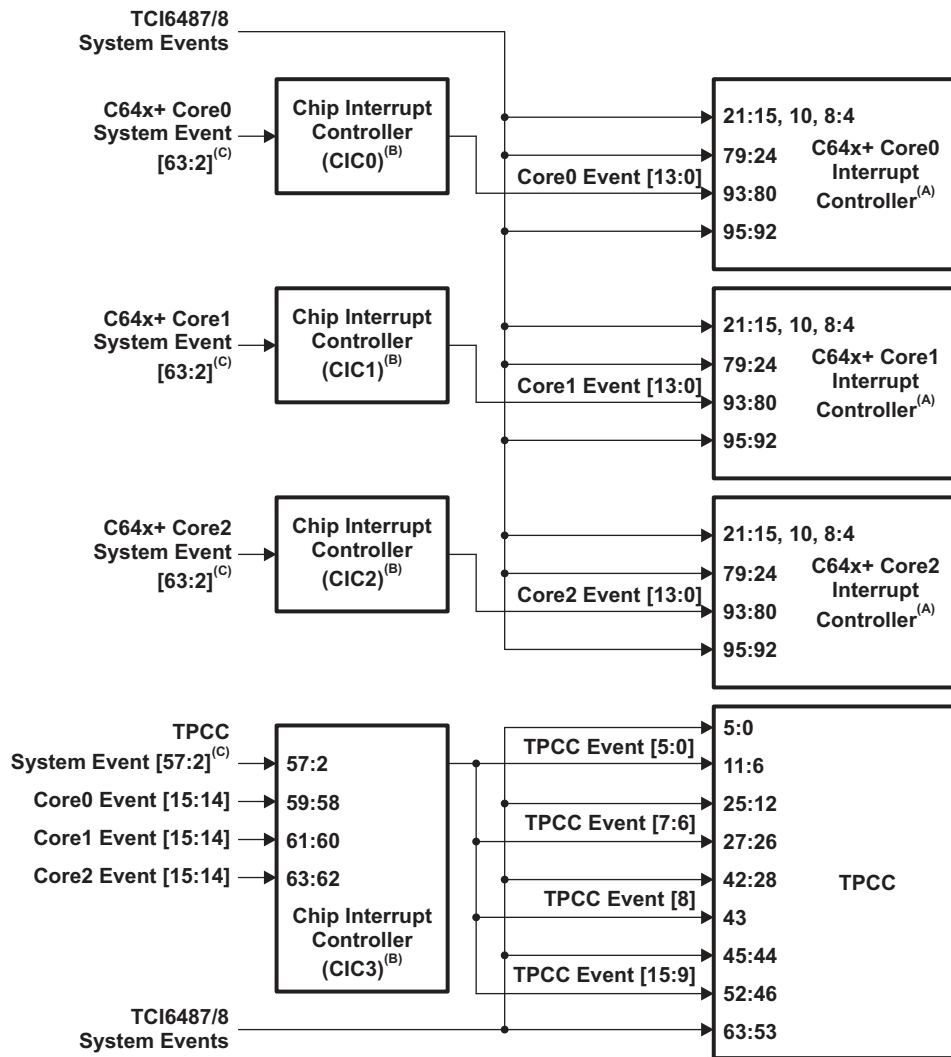 TCI6487/8
System Events
C64x+ Core0
System Event
[63:2](C)
Chip Interrupt
Controller
(CIC0)(B)
Core0 Event [13:0]
21:15, 10, 8:4
79:24
93:80
95:92
C64x+ Core0
Interrupt
Controller(A)
C64x+ Core1
System Event
[63:2](C)
Chip Interrupt
Controller
(CIC1)(B)
Core1 Event [13:0]
21:15, 10, 8:4
79:24
93:80
95:92
C64x+ Core1
Interrupt
Controller(A)
C64x+ Core2
System Event
[63:2](C)
Chip Interrupt
Controller
(CIC2)(B)
Core2 Event [13:0]
21:15, 10, 8:4
79:24
93:80
95:92
C64x+ Core2
Interrupt
Controller(A)
TPCC
System Event [57:2](C)
Core0 Event [15:14]
Core1 Event [15:14]
Core2 Event [15:14]
57:2
59:58
61:60
63:62
Chip Interrupt
Controller
(CIC3)(B)
TPCC Event [5:0]
TPCC Event [7:6]
TPCC Event [8]
TPCC Event [15:9]
5:0
11:6
25:12
27:26
42:28
43
45:44
52:46
63:53
TPCC
TCI6487/8
System Events